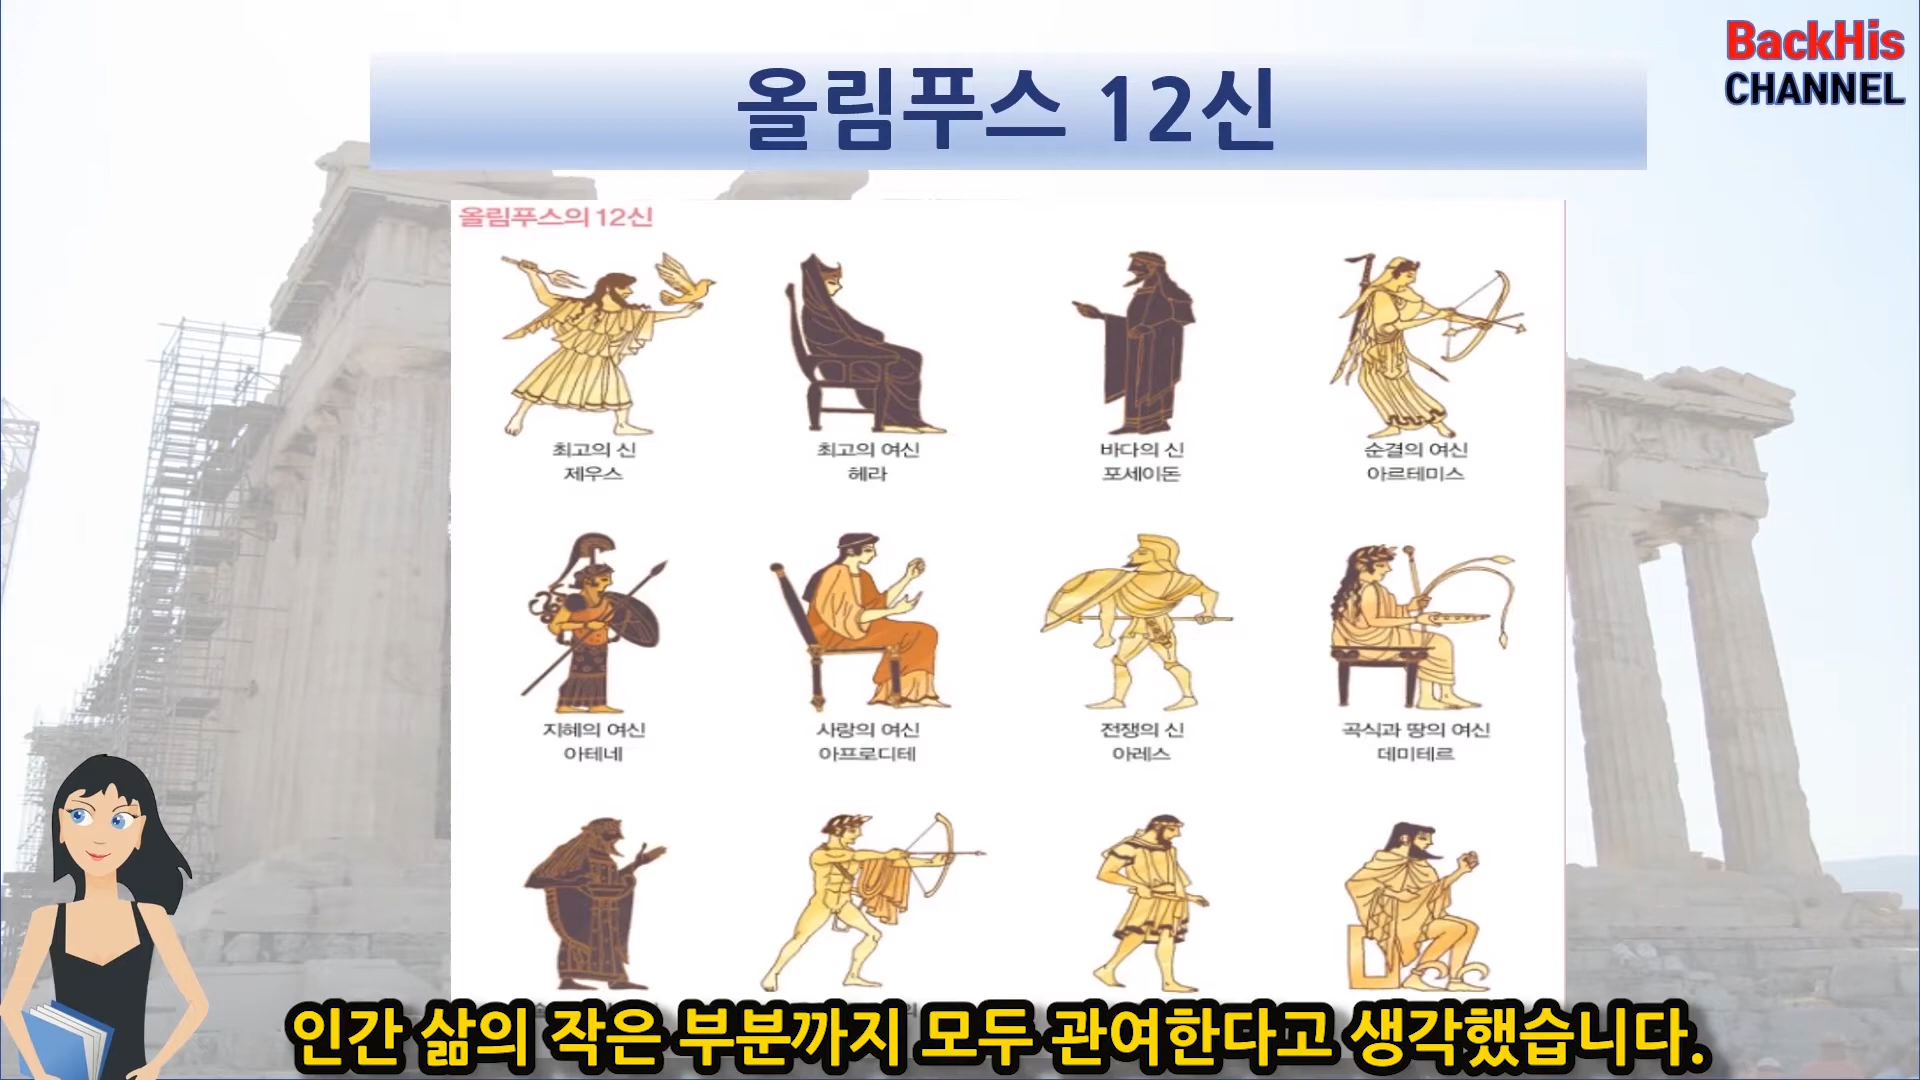 BackHis
CHANNEL
올림푸스 12신
올림푸스의 12신
최고의 신
제우스
최고의 여신
헤라
바다의 신
포세이돈
순결의 여신
아르테미스
지혜의 여신
아테네
사랑의 여신
아프로디테
전쟁의 신
아레스
곡식과 땅의 여신
데미테르
인간 삶의 작은 부분까지 모두 관여한다고 생각했습니다.